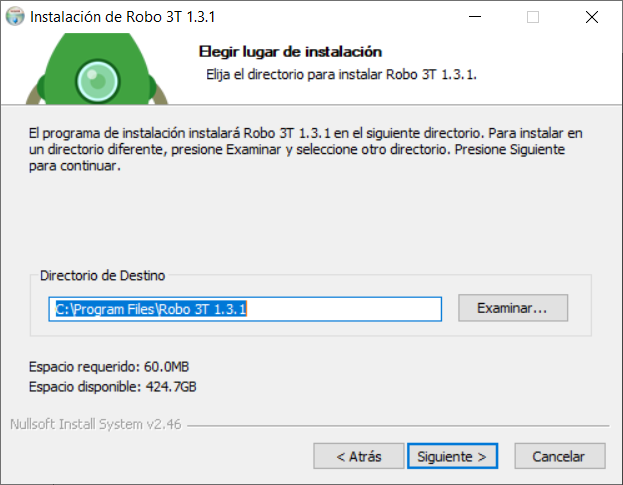 Instalación de Robo 3T 1.3.1
Elegir lugar de instalación
Elija el directorio para instalar Robo 3T 1.3.1.
El programa de instalación instalará Robo 3T 1.3.1 en el siguiente directorio. Para instalar en
un directorio diferente, presione Examinar y seleccione otro directorio. Presione Siguiente
para continuar.
Directorio de Destino
C:\Program Files\Robo 3T 1.3.1
Examinar...
Espacio requerido: 60.0MB
Espacio disponible: 424.7GB
Nullsoft Install System v2.46
< Atrás
Siguiente >
Cancelar